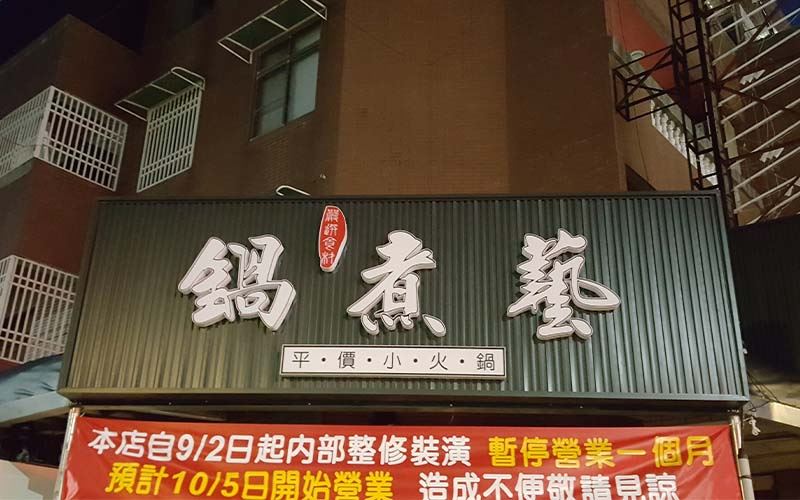 嚴選食材
鍋煮藝
平·價·小·火·鍋
本店自9/2日起內部整修裝潢 暫停營業一個月
預計10/5日開始營業 造成不便敬請見諒